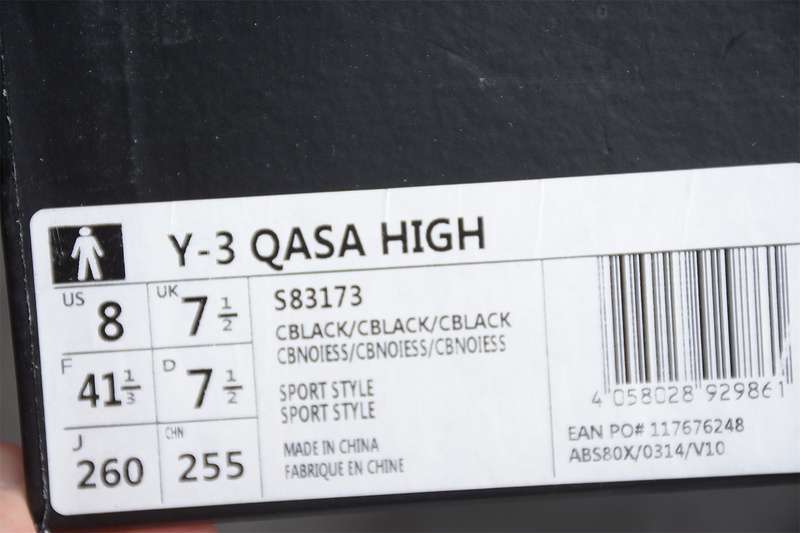 Y-3 QASA HIGH
US 8 UK 7 1/2
F 41 1/3 D 7 1/2
J 260 CHN 255
S83173
CBLACK/CBLACK/CBLACK
CBNOIESS/CBNOIESS/CBNOIESS
SPORT STYLE
SPORT STYLE
MADE IN CHINA
FABRIQUE EN CHINE
4 058028 929861
EAN PO# 117676248
ABS80X/0314/V10